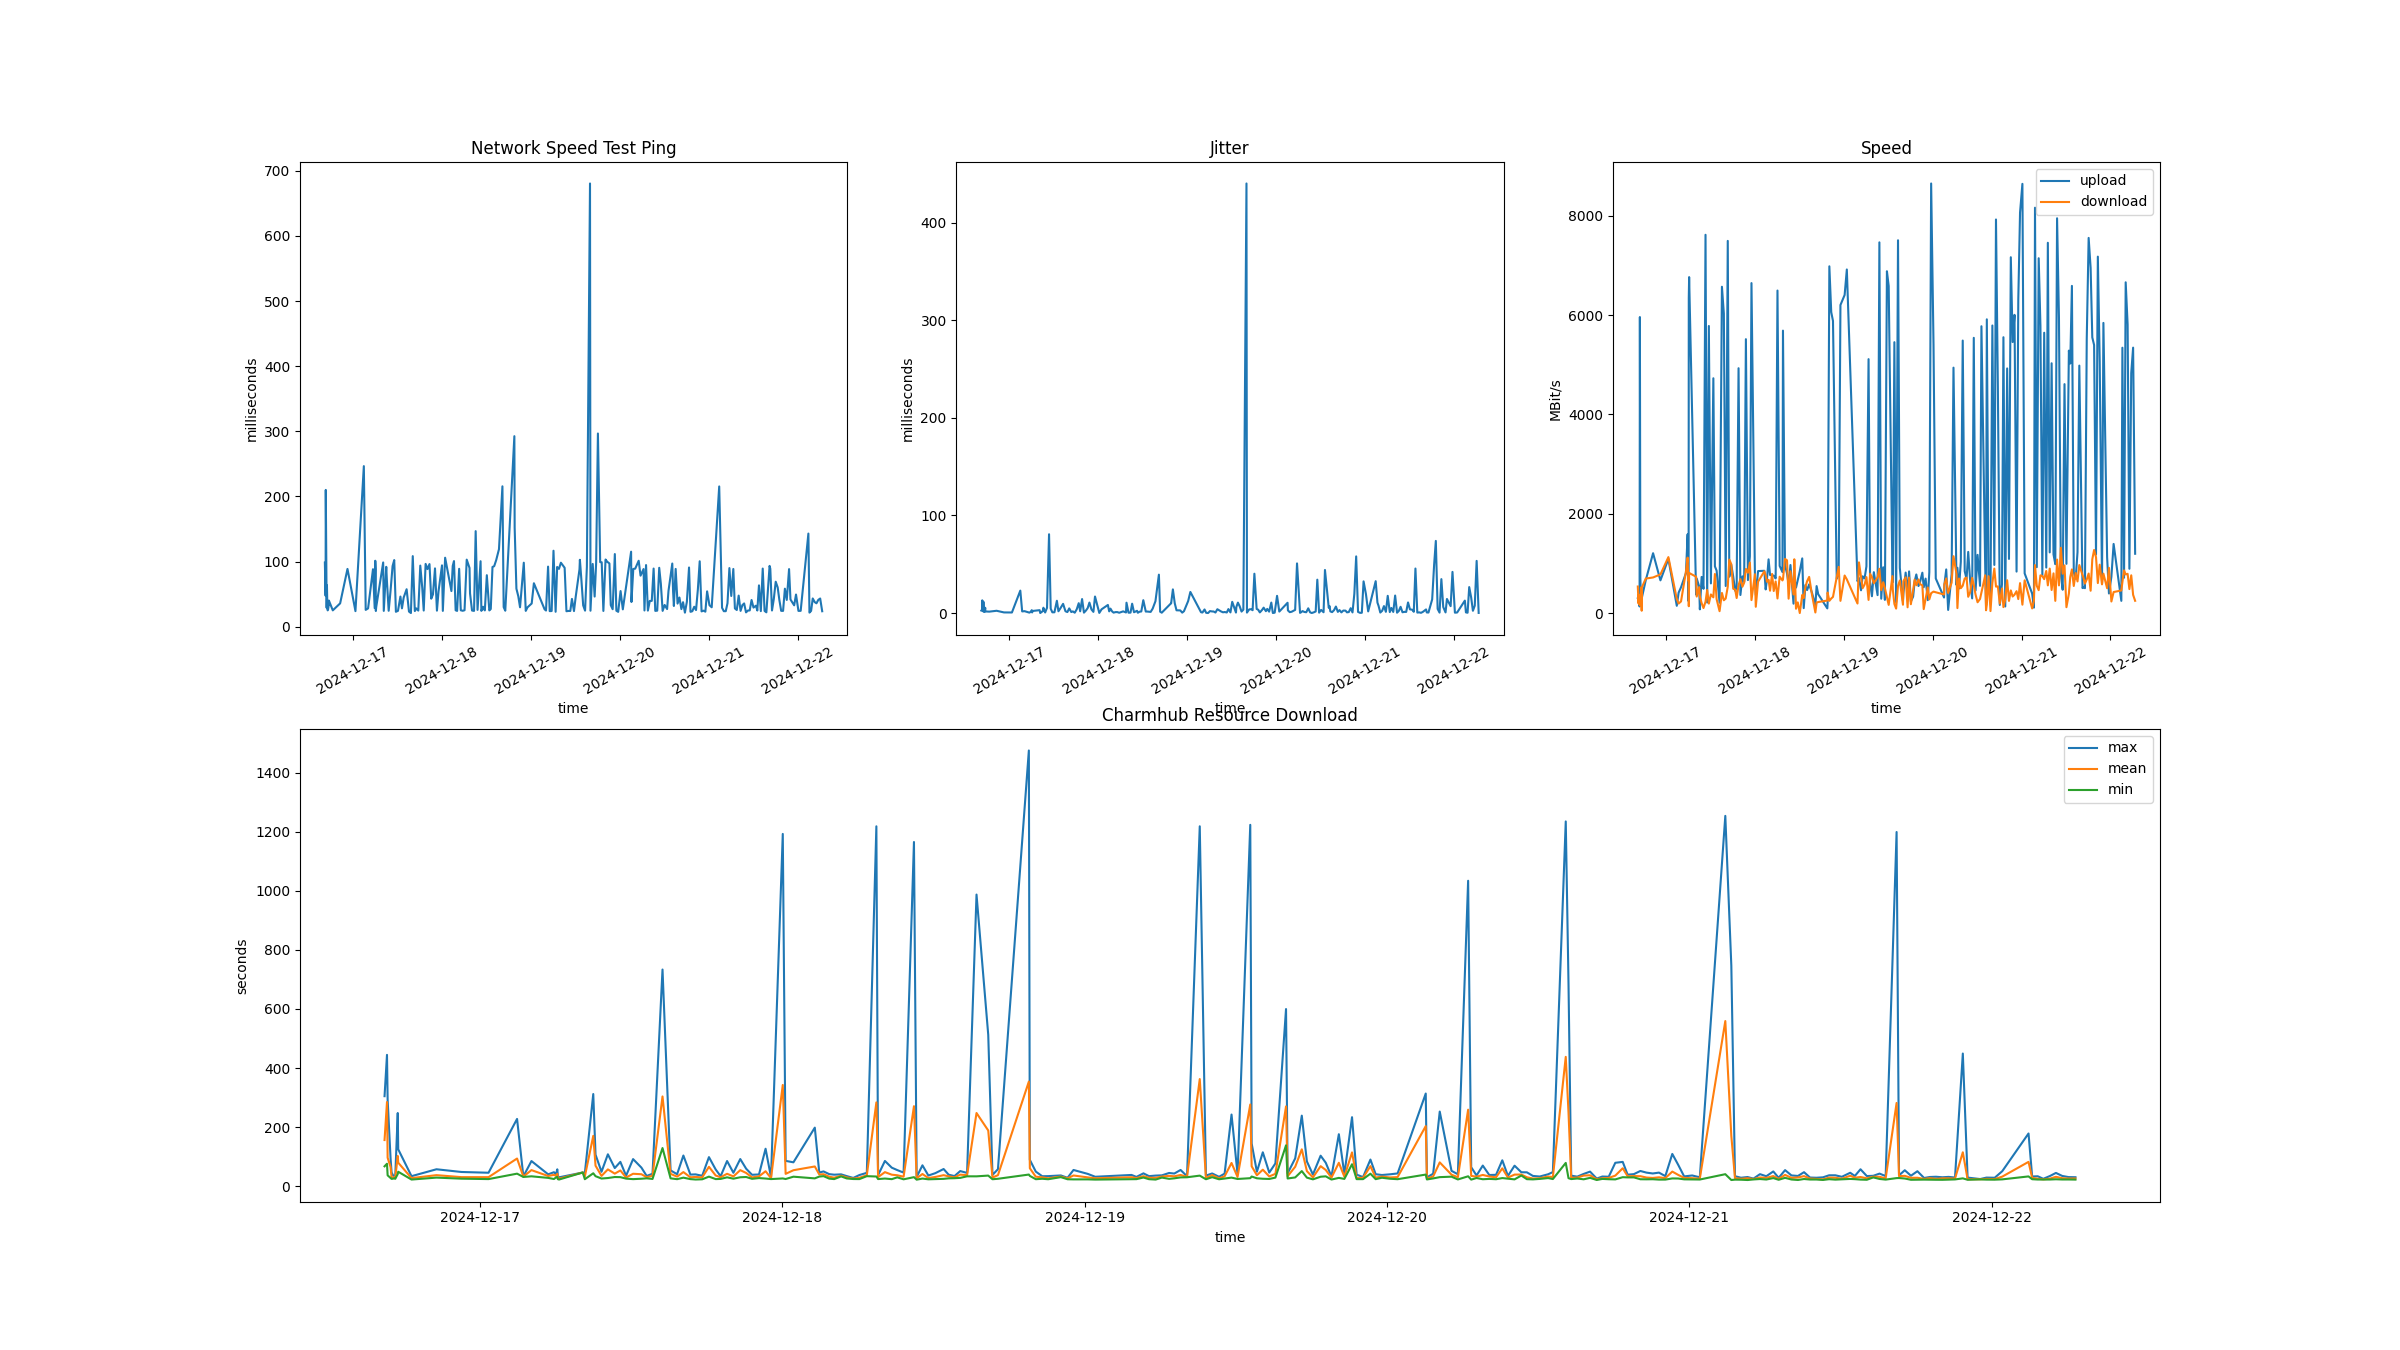 Network Speed Test Ping
700
600
500
400
300
200
100
0
milliseconds
2024-12-17
2024-12-18
2024-12-19
2024-12-20
2024-12-21
2024-12-22
time
Jitter
400
300
200
100
0
milliseconds
2024-12-17
2024-12-18
2024-12-19
2024-12-20
2024-12-21
2024-12-22
time
Speed
upload
download
8000
6000
4000
2000
0
MBit/s
2024-12-17
2024-12-18
2024-12-19
2024-12-20
2024-12-21
2024-12-22
time
Charmhub Resource Download
max
mean
min
1400
1200
1000
800
600
400
200
0
seconds
2024-12-17
2024-12-18
2024-12-19
2024-12-20
2024-12-21
2024-12-22
time